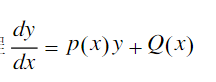 dy/dx = P(x)y + Q(x)